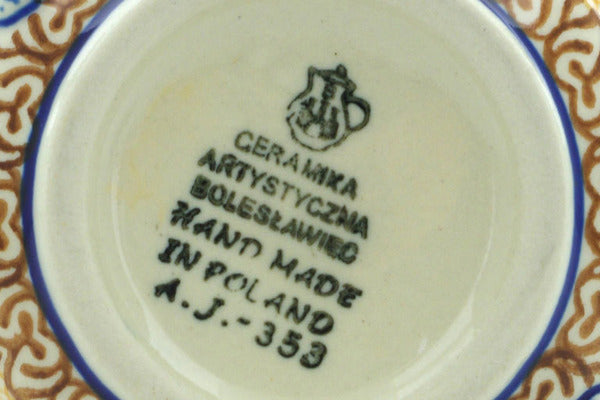 CERAMIKA
ARTYSTYCZNA
BOLESŁAWIEC
HAND MADE
IN POLAND
A.J.-353